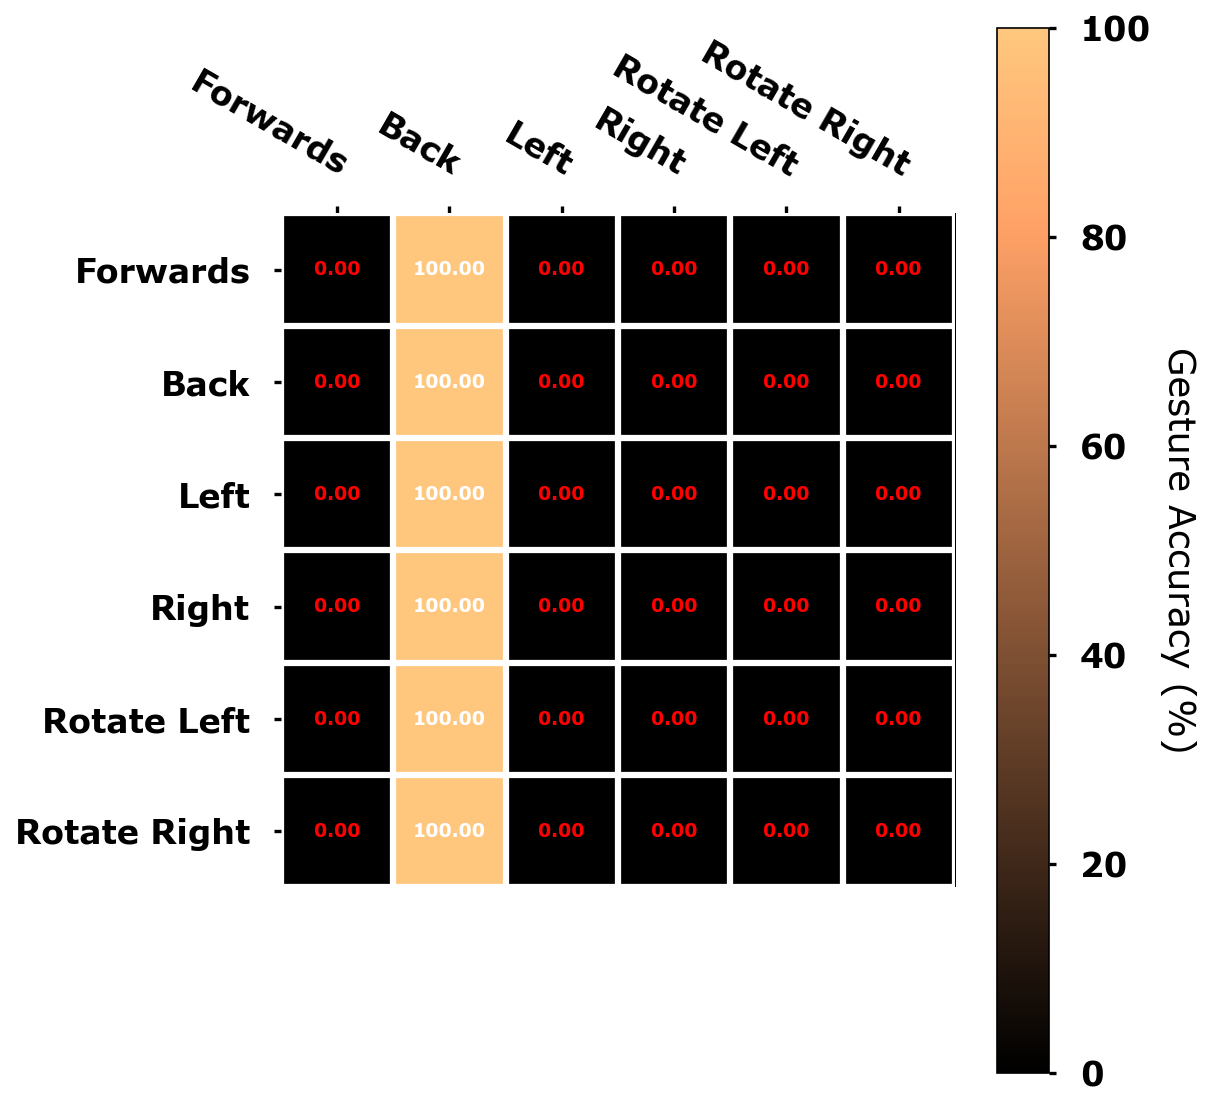 Forwards Back Left Right Rotate Left Rotate Right
Forwards 0.00 100.00 0.00 0.00 0.00 0.00
Back 0.00 100.00 0.00 0.00 0.00 0.00
Left 0.00 100.00 0.00 0.00 0.00 0.00
Right 0.00 100.00 0.00 0.00 0.00 0.00
Rotate Left 0.00 100.00 0.00 0.00 0.00 0.00
Rotate Right 0.00 100.00 0.00 0.00 0.00 0.00
100
80
60
40
20
0
Gesture Accuracy (%)